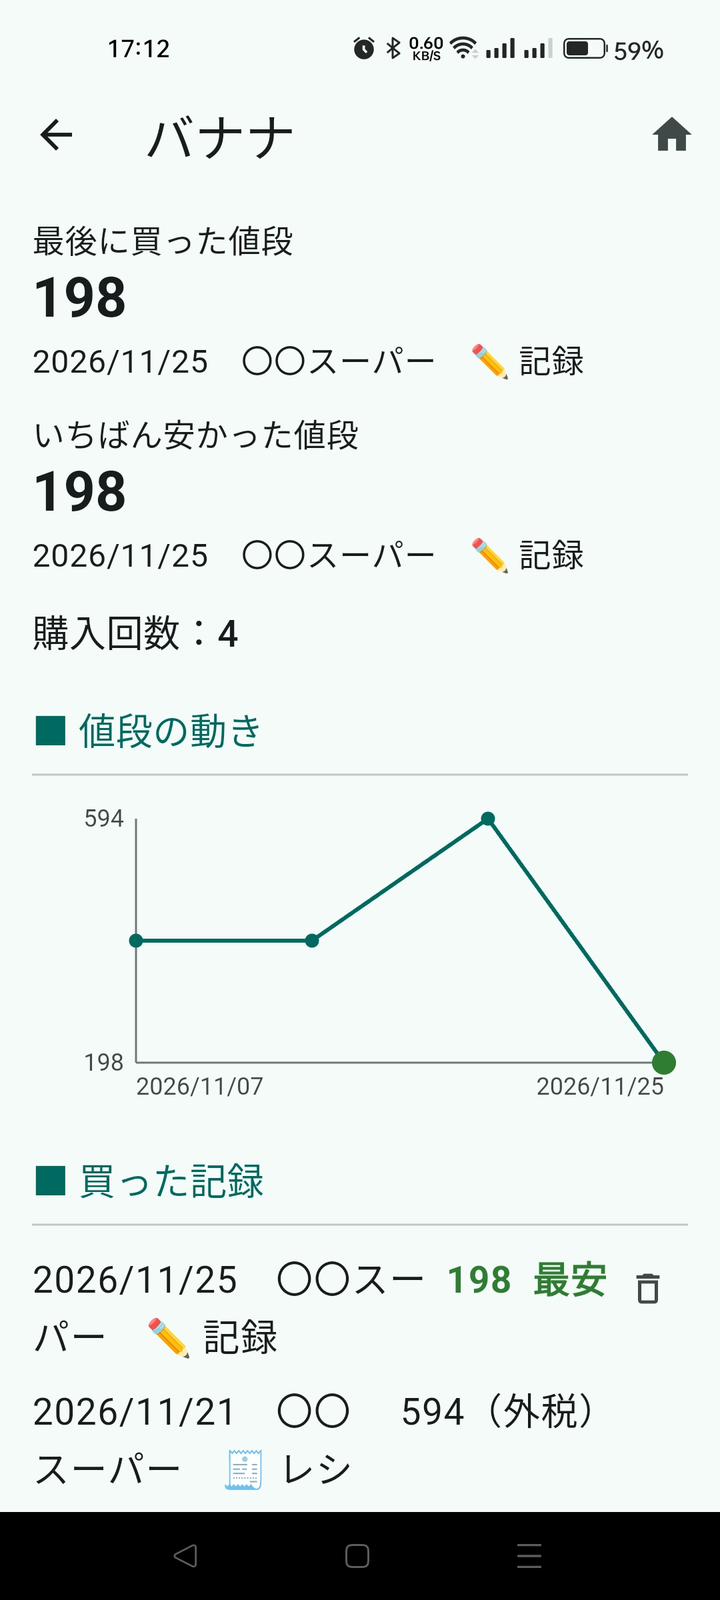 17:12
0.60
KB/S
59%
バナナ
最後に買った値段
198
2026/11/25 〇〇スーパー ✏️ 記録
いちばん安かった値段
198
2026/11/25 〇〇スーパー ✏️ 記録
購入回数：4
■ 値段の動き
594
198
2026/11/07 2026/11/25
■ 買った記録
2026/11/25 〇〇スー 198 最安
パー ✏️ 記録
2026/11/21 〇〇 594（外税）
スーパー 🧾 レシ